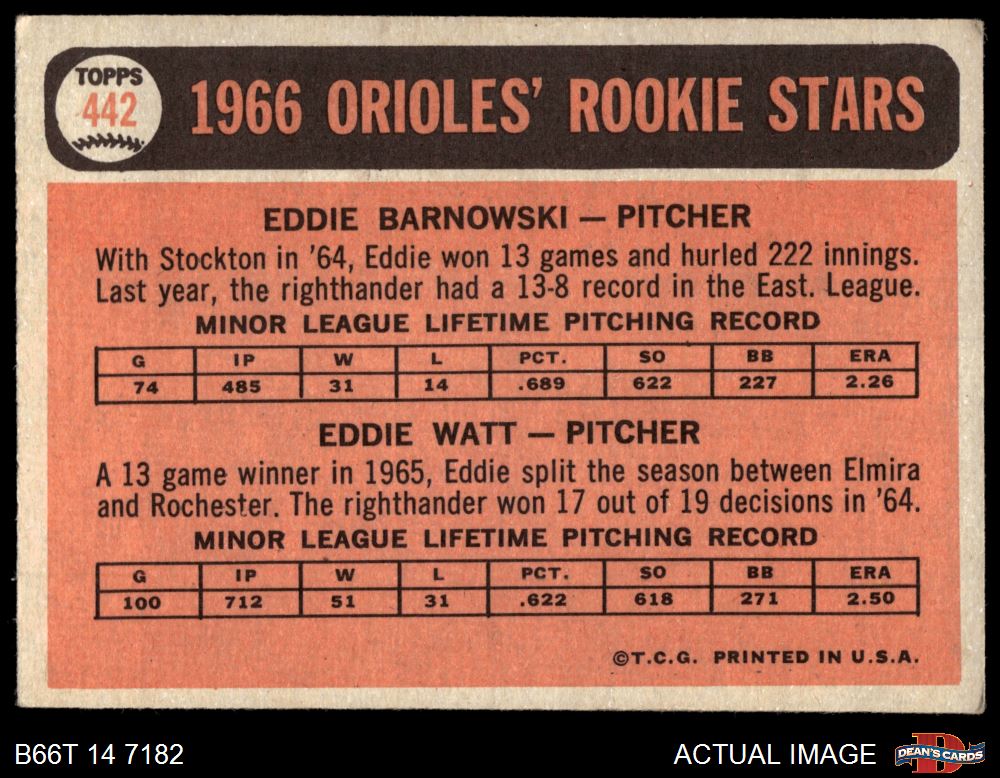 TOPPS
442
1966 ORIOLES' ROOKIE STARS
EDDIE BARNOWSKI — PITCHER
With Stockton in '64, Eddie won 13 games and hurled 222 innings.
Last year, the righthander had a 13-8 record in the East. League.
MINOR LEAGUE LIFETIME PITCHING RECORD
G IP W L PCT. SO BB ERA
74 485 31 14 .689 622 227 2.26
EDDIE WATT — PITCHER
A 13 game winner in 1965, Eddie split the season between Elmira
and Rochester. The righthander won 17 out of 19 decisions in '64.
MINOR LEAGUE LIFETIME PITCHING RECORD
G IP W L PCT. SO BB ERA
100 712 51 31 .622 618 271 2.50
©T.C.G. PRINTED IN U.S.A.
B66T 14 7182
ACTUAL IMAGE
DEAN'S CARDS